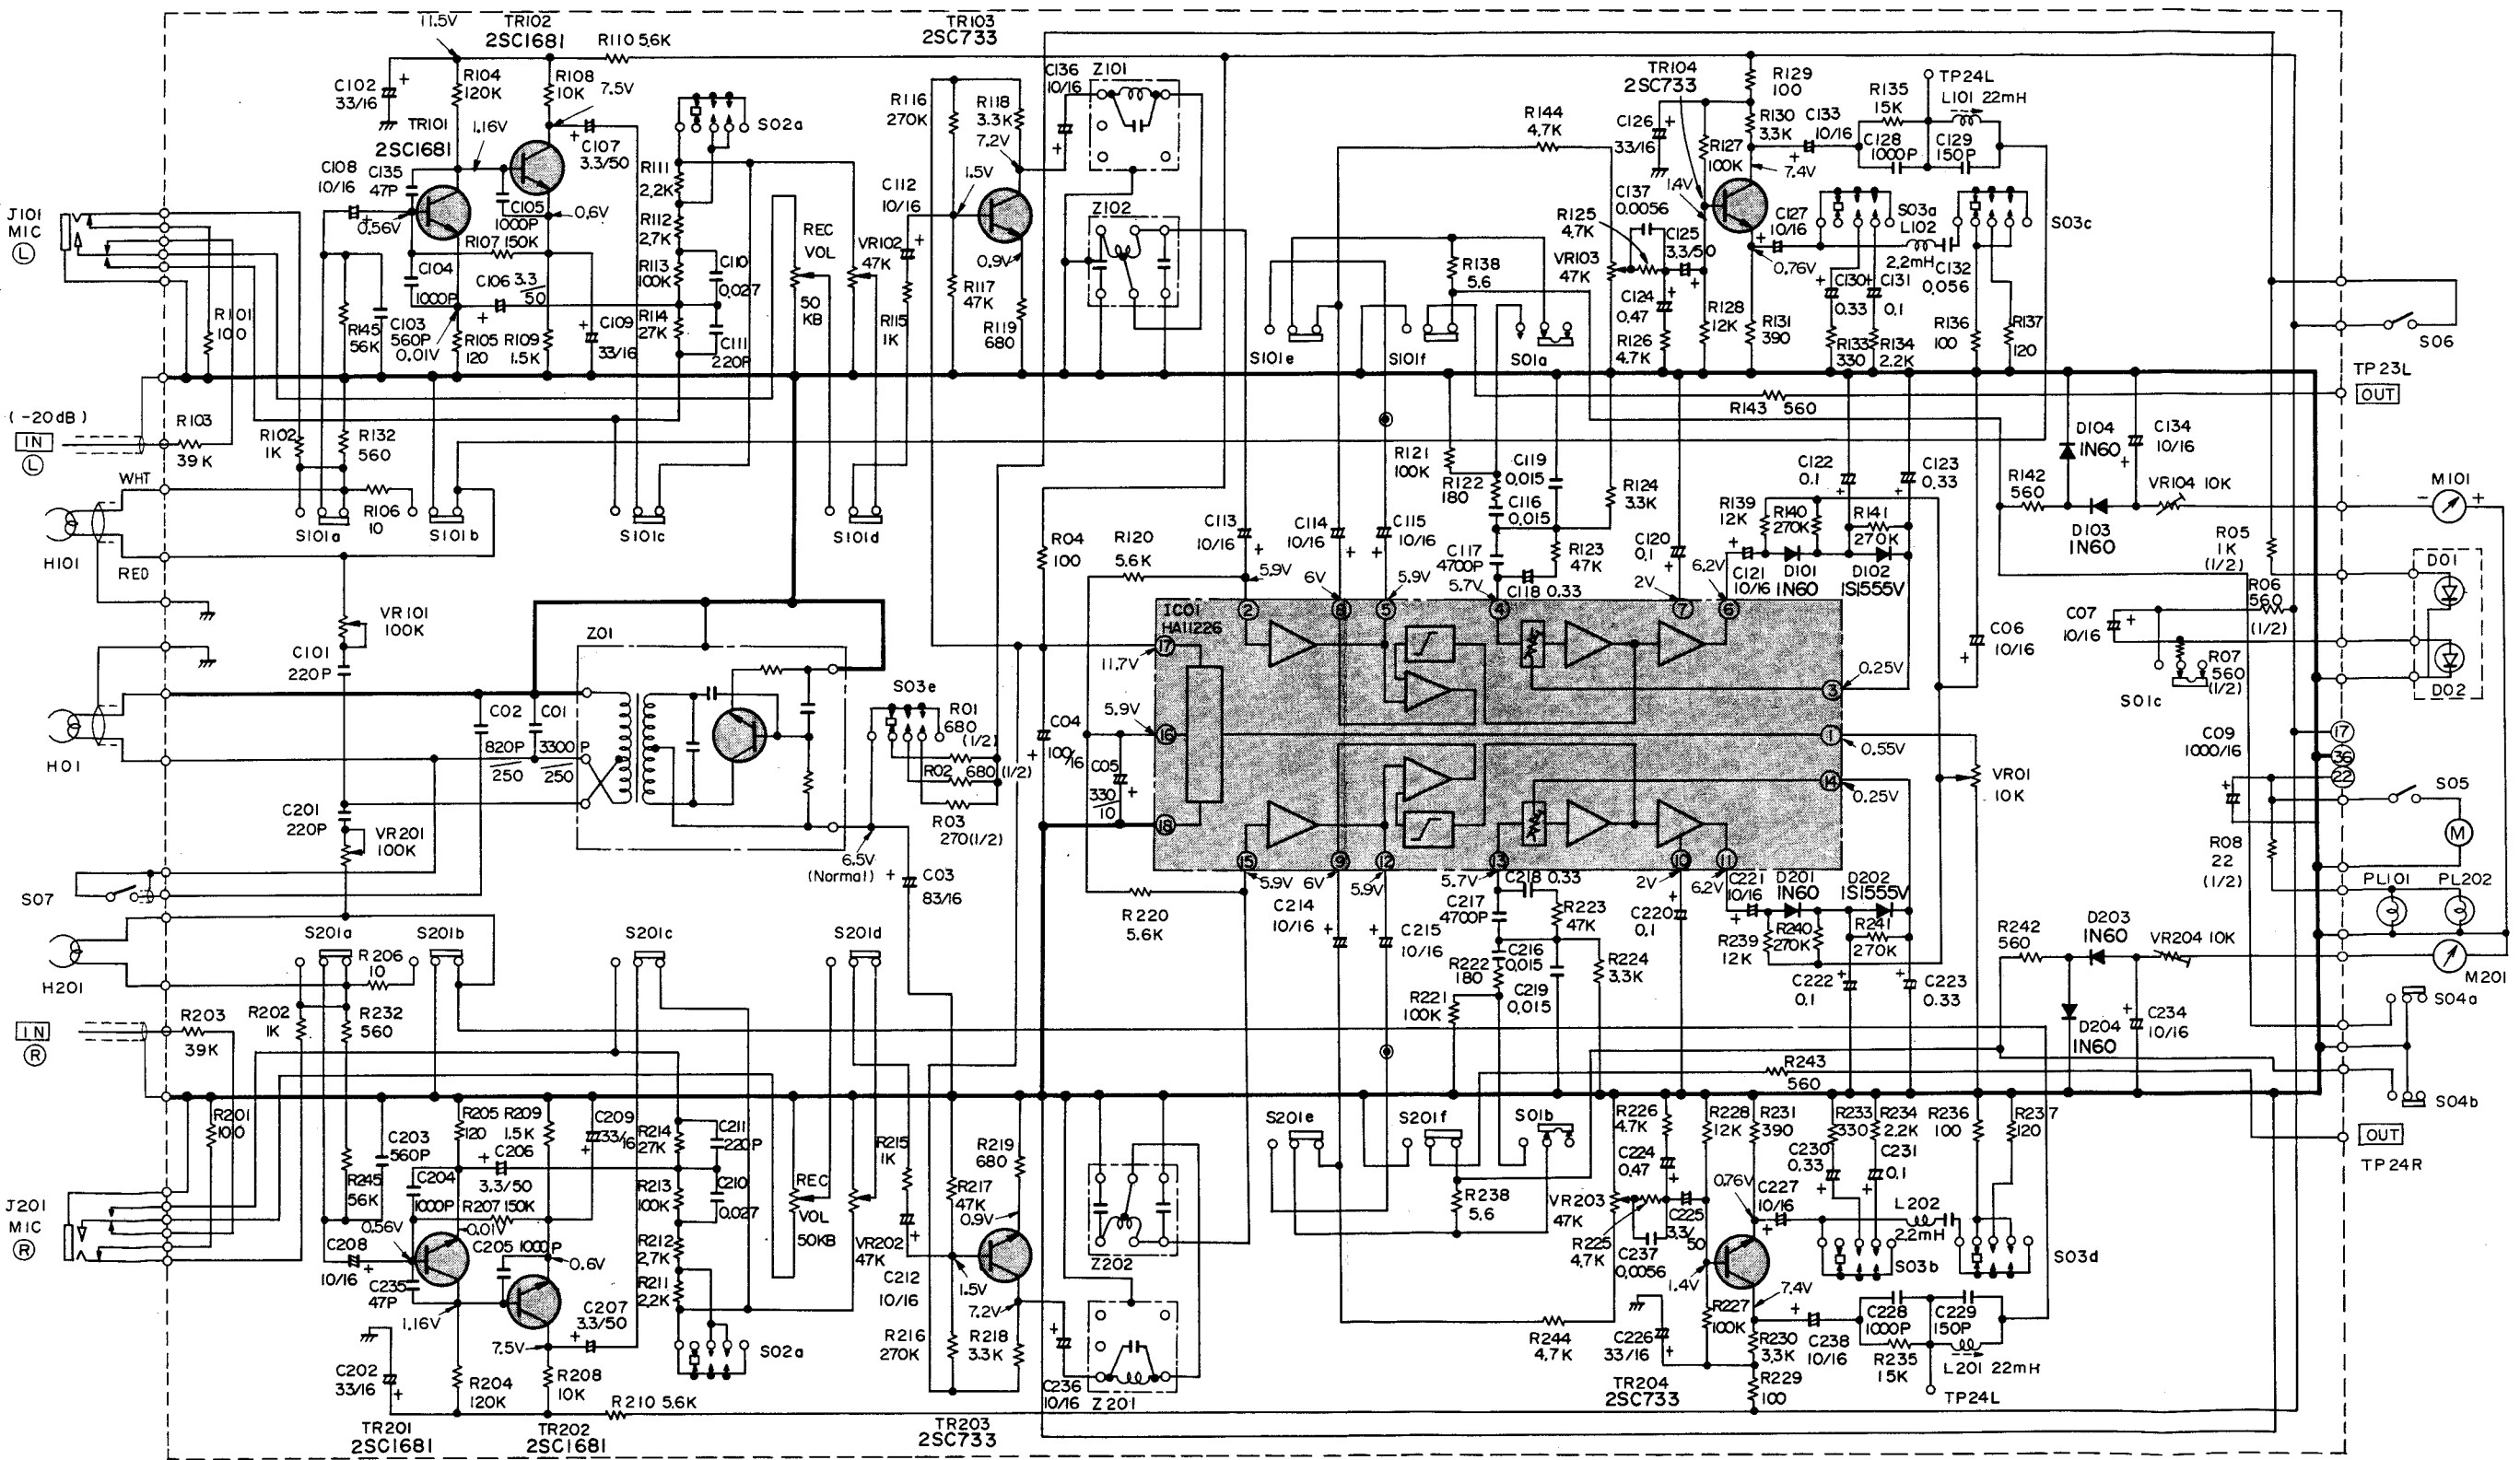 11.5V
TR102
2SC1681
R110 5.6K
TR103
2SC733
C102
33/16
R104
120K
R108
10K
7.5V
TR101
2SC1681
1.16V
C107
3.3/50
S02a
C108
10/16
C135
47P
0.56V
C105
1000P
0.6V
R107 150K
C104
1000P
C106 3.3
50
0.01V
R105
120
R109
1.5K
C109
33/16
R111
2.2K
R112
2.7K
R113
100K
R114
27K
C110
0.027
C111
220P
J101
MIC
L
R101
100
R145
56K
C103
560P
REC
VOL
50
KB
VR102
47K
R115
1K
C112
10/16
R116
270K
R118
3.3K
7.2V
1.5V
R117
47K
0.9V
R119
680
C136
10/16
Z101
Z102
R144
4.7K
TR104
2SC733
C126
33/16
R127
100K
R129
100
R130
3.3K
C133
10/16
R135
15K
C128
1000P
TP24L
L101 22mH
C129
150P
7.4V
1.4V
C137
0.0056
R125
4.7K
C125
3.3/50
VR103
47K
C124
0.47
R126
4.7K
R128
12K
R131
390
C127
10/16
0.76V
S03a
L102
2.2mH
C132
0.056
S03c
C130
0.33
C131
0.1
R133
330
R134
2.2K
R136
100
R137
120
R138
5.6
S101e
S101f
S01a
S06
TP23L
OUT
R143 560
(-20dB)
IN
L
R103
39K
R102
1K
R132
560
WHT
R106
10
S101a
S101b
S101c
S101d
H101
RED
VR101
100K
C101
220P
Z01
R04
100
R120
5.6K
C113
10/16
5.9V
C114
10/16
6V
C115
10/16
5.9V
R121
100K
R122
180
C119
0.015
C116
0.015
C117
4700P
R123
47K
R124
3.3K
5.7V
C118 0.33
C120
0.1
2V
6.2V
C121
10/16
R139
12K
R140
270K
R141
270K
C122
0.1
C123
0.33
D101
1N60
D102
1S1555V
D104
1N60
C134
10/16
R142
560
D103
1N60
VR104 10K
M101
- +
R05
1K
(1/2)
R06
560
(1/2)
C07
10/16
R07
560
(1/2)
S01c
D01
D02
C06
10/16
IC01
HA11226
2
8
5
4
7
6
17
11.7V
16
5.9V
18
3
0.25V
1
0.55V
14
0.25V
15
9
12
13
10
11
H01
C02
820P
250
C01
3300P
250
S03e
R01
680
(1/2)
R02
680 (1/2)
R03
270(1/2)
6.5V
(Normal)
C03
83/16
C04
100/16
C05
330
10
C09
1000/16
17
36
22
S05
M
R08
22
(1/2)
PL101
PL202
VR01
10K
C201
220P
VR201
100K
S07
H201
S201a
S201b
S201c
S201d
R206
10
R220
5.6K
5.9V
6V
5.9V
5.7V
2V
6.2V
C214
10/16
C215
10/16
C218 0.33
C217
4700P
R223
47K
C216
0.015
R222
180
R221
100K
C219
0.015
R224
3.3K
C220
0.1
C221
10/16
D201
1N60
D202
1S1555V
R239
12K
R240
270K
R241
270K
C222
0.1
C223
0.33
R242
560
D203
1N60
VR204 10K
M201
D204
1N60
C234
10/16
S04a
S04b
IN
R
R203
39K
R202
1K
R232
560
R243
560
OUT
TP24R
R201
100
R245
56K
C203
560P
R205
120
R209
1.5K
C209
33/16
C206
3.3/50
C204
1000P
R207 150K
0.01V
0.56V
C205 1000P
0.6V
C208
10/16
C235
47P
1.16V
R214
27K
R213
100K
R212
2.7K
R211
2.2K
C211
220P
C210
0.027
J201
MIC
R
REC
VOL
50KB
VR202
47K
R215
1K
C212
10/16
R219
680
R217
47K
0.9V
1.5V
7.2V
R216
270K
R218
3.3K
C236
10/16
Z202
Z201
S201e
S201f
S01b
R238
5.6
R226
4.7K
C224
0.47
VR203
47K
R225
4.7K
C225
3.3/
50
C237
0.0056
R228
12K
R231
390
0.76V
C227
10/16
R233
330
C230
0.33
R234
2.2K
C231
0.1
R236
100
R237
120
L202
2.2mH
S03b
S03d
1.4V
7.4V
R227
100K
R230
3.3K
C238
10/16
C228
1000P
R235
15K
C229
150P
L201 22mH
TP24L
R229
100
R244
4.7K
C226
33/16
TR204
2SC733
C207
3.3/50
7.5V
S02a
C202
33/16
R204
120K
R208
10K
R210 5.6K
TR201
2SC1681
TR202
2SC1681
TR203
2SC733